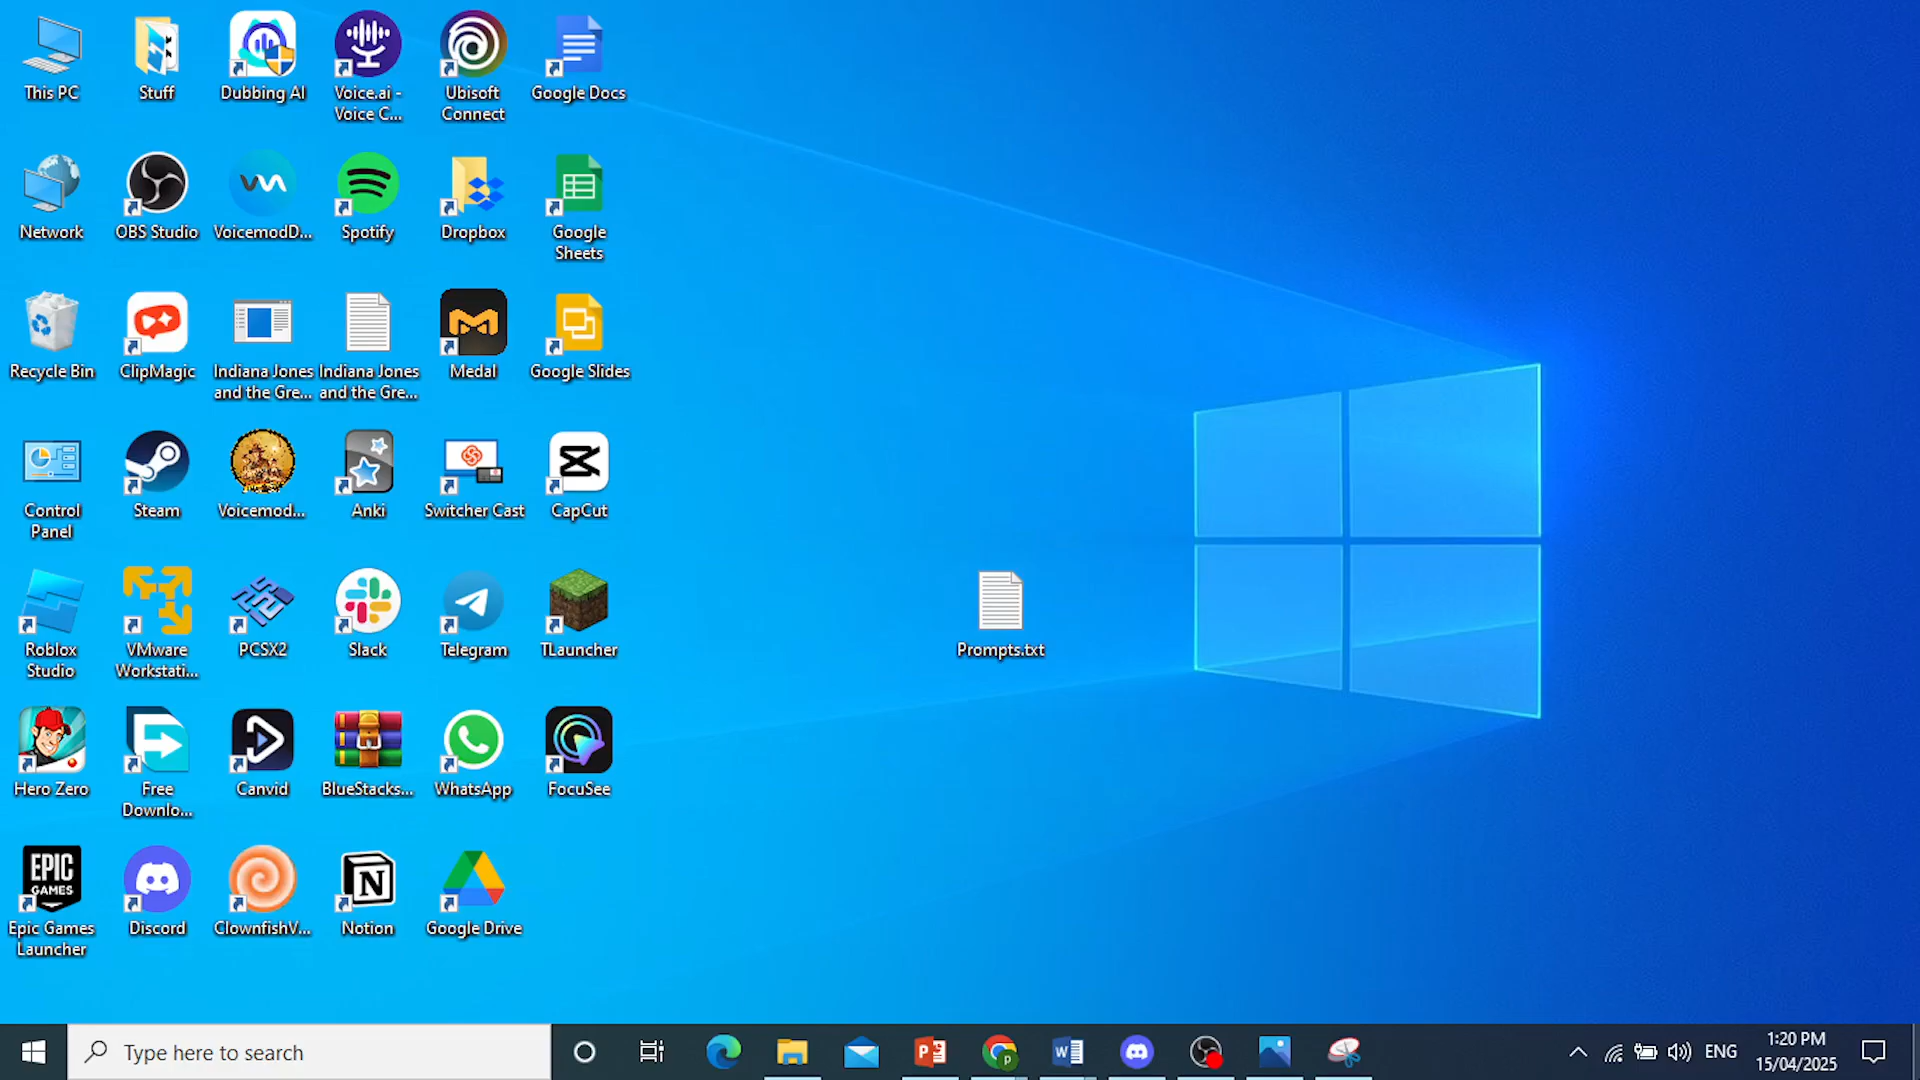 This PC
Stuff
Dubbing AI
Voice.ai -
Voice C...
Ubisoft
Connect
Google Docs
Network
OBS Studio
VoicemodD...
Spotify
Dropbox
Google
Sheets
Recycle Bin
ClipMagic
Indiana Jones
and the Gre...
Indiana Jones
and the Gre...
Medal
Google Slides
Control
Panel
Steam
Voicemod...
Anki
Switcher Cast
CapCut
Roblox
Studio
VMware
Workstati...
PCSX2
Slack
Telegram
TLauncher
Prompts.txt
Hero Zero
Free
Downlo...
Canvid
BlueStacks...
WhatsApp
FocuSee
EPIC
GAMES
Epic Games
Launcher
Discord
ClownfishV...
Notion
Google Drive
Type here to search
ENG
1:20 PM
15/04/2025